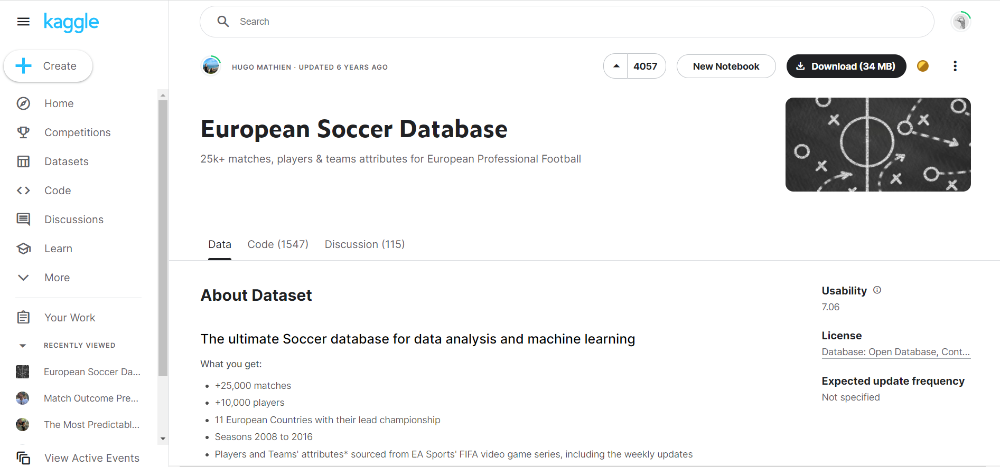 kaggle
Search
Create
HUGO MATHIEN · UPDATED 6 YEARS AGO
4057
New Notebook
Download (34 MB)
Home
Competitions
Datasets
Code
Discussions
Learn
More
Your Work
RECENTLY VIEWED
European Soccer Da...
Match Outcome Pre...
The Most Predictabl...
View Active Events
European Soccer Database
25k+ matches, players & teams attributes for European Professional Football
Data
Code (1547)
Discussion (115)
About Dataset
The ultimate Soccer database for data analysis and machine learning
What you get:
• +25,000 matches
• +10,000 players
• 11 European Countries with their lead championship
• Seasons 2008 to 2016
• Players and Teams' attributes* sourced from EA Sports' FIFA video game series, including the weekly updates
Usability
7.06
License
Database: Open Database, Cont...
Expected update frequency
Not specified